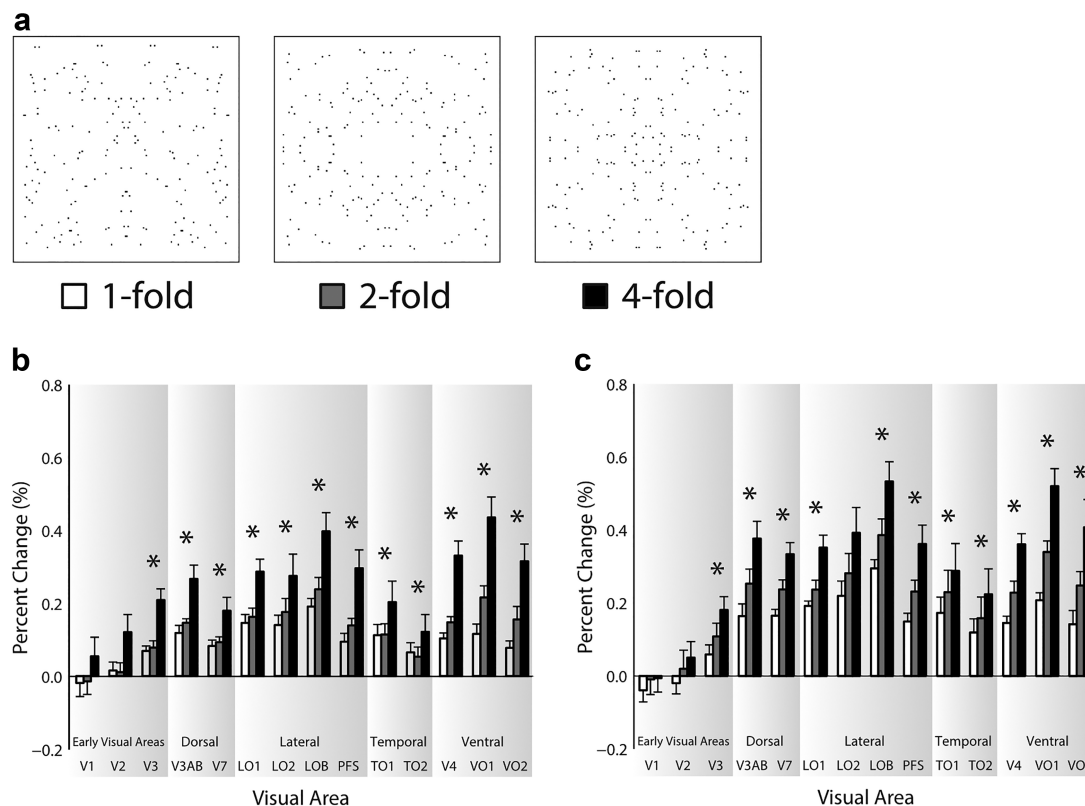 a
1-fold
2-fold
4-fold
b
Percent Change (%)
0.8
0.6
0.4
0.2
0.0
−0.2
* * * * * * * * * * * * *
Early Visual Areas Dorsal Lateral Temporal Ventral
V1 V2 V3 V3AB V7 LO1 LO2 LOB PFS TO1 TO2 V4 VO1 VO2
Visual Area
c
Percent Change (%)
0.8
0.6
0.4
0.2
0.0
−0.2
* * * * * * * * * * *
Early Visual Areas Dorsal Lateral Temporal Ventral
V1 V2 V3 V3AB V7 LO1 LO2 LOB PFS TO1 TO2 V4 VO1 VO
Visual Area